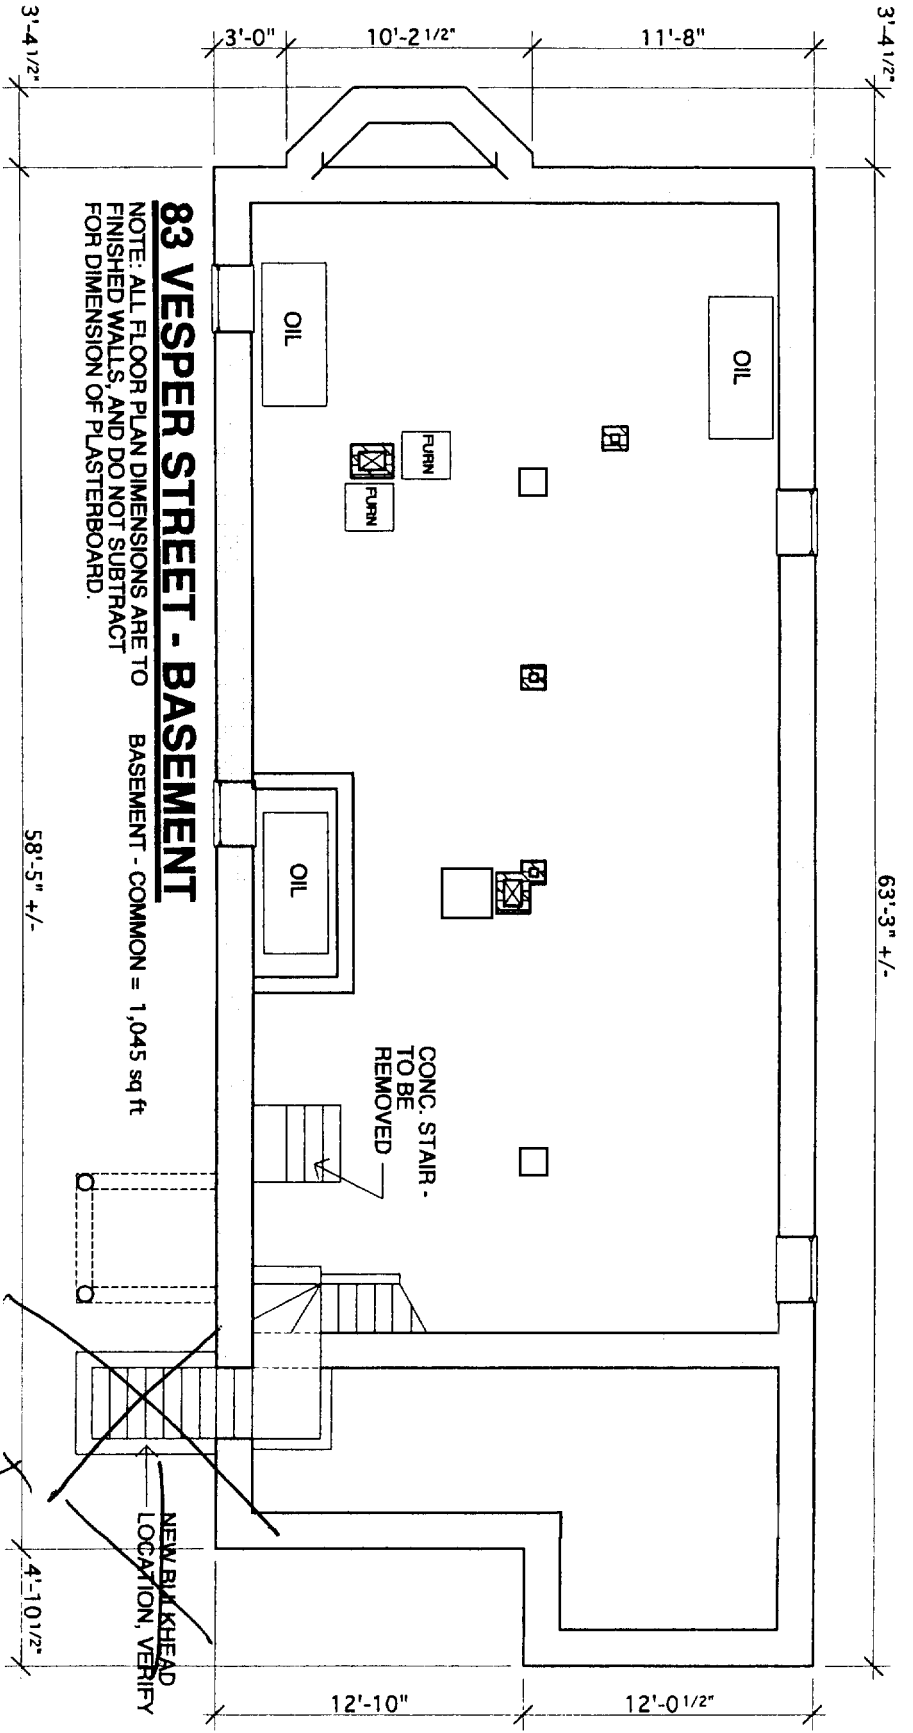 3'-0"
10'-2 1/2"
11'-8"
3'-4 1/2"
3'-4 1/2"
63'-3" +/-
58'-5" +/-
4'-10 1/2"
12'-10"
12'-0 1/2"
OIL
OIL
FURN
FURN
OIL
CONC. STAIR -
TO BE
REMOVED
83 VESPER STREET - BASEMENT
NOTE: ALL FLOOR PLAN DIMENSIONS ARE TO
FINISHED WALLS, AND DO NOT SUBTRACT
FOR DIMENSION OF PLASTERBOARD.
BASEMENT - COMMON = 1,045 sq ft
NEW BULKHEAD
LOCATION, VERIFY